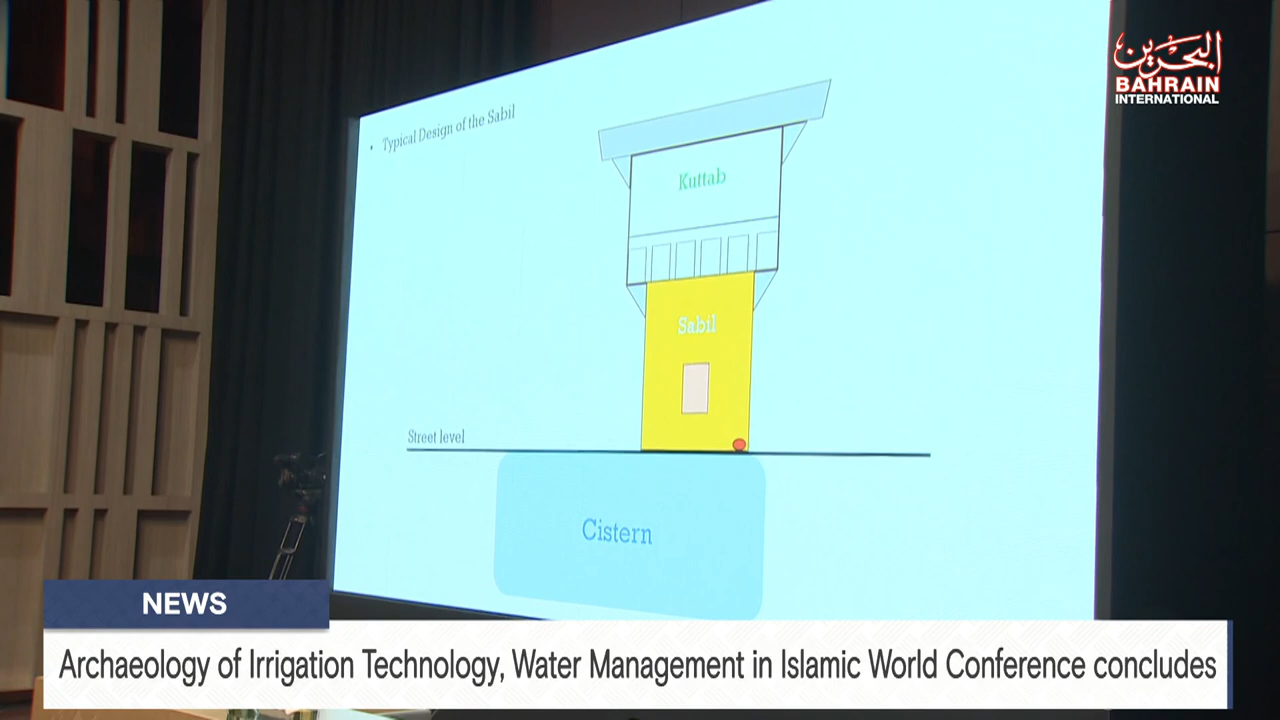 البحرين
BAHRAIN
INTERNATIONAL
• Typical Design of the Sabil
Kuttab
Sabil
Street level
Cistern
NEWS
Archaeology of Irrigation Technology, Water Management in Islamic World Conference concludes